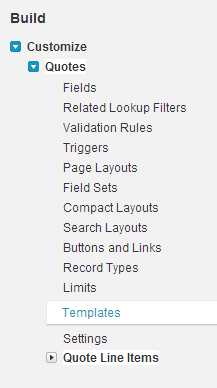 Build
Customize
Quotes
Fields
Related Lookup Filters
Validation Rules
Triggers
Page Layouts
Field Sets
Compact Layouts
Search Layouts
Buttons and Links
Record Types
Limits
Templates
Settings
Quote Line Items